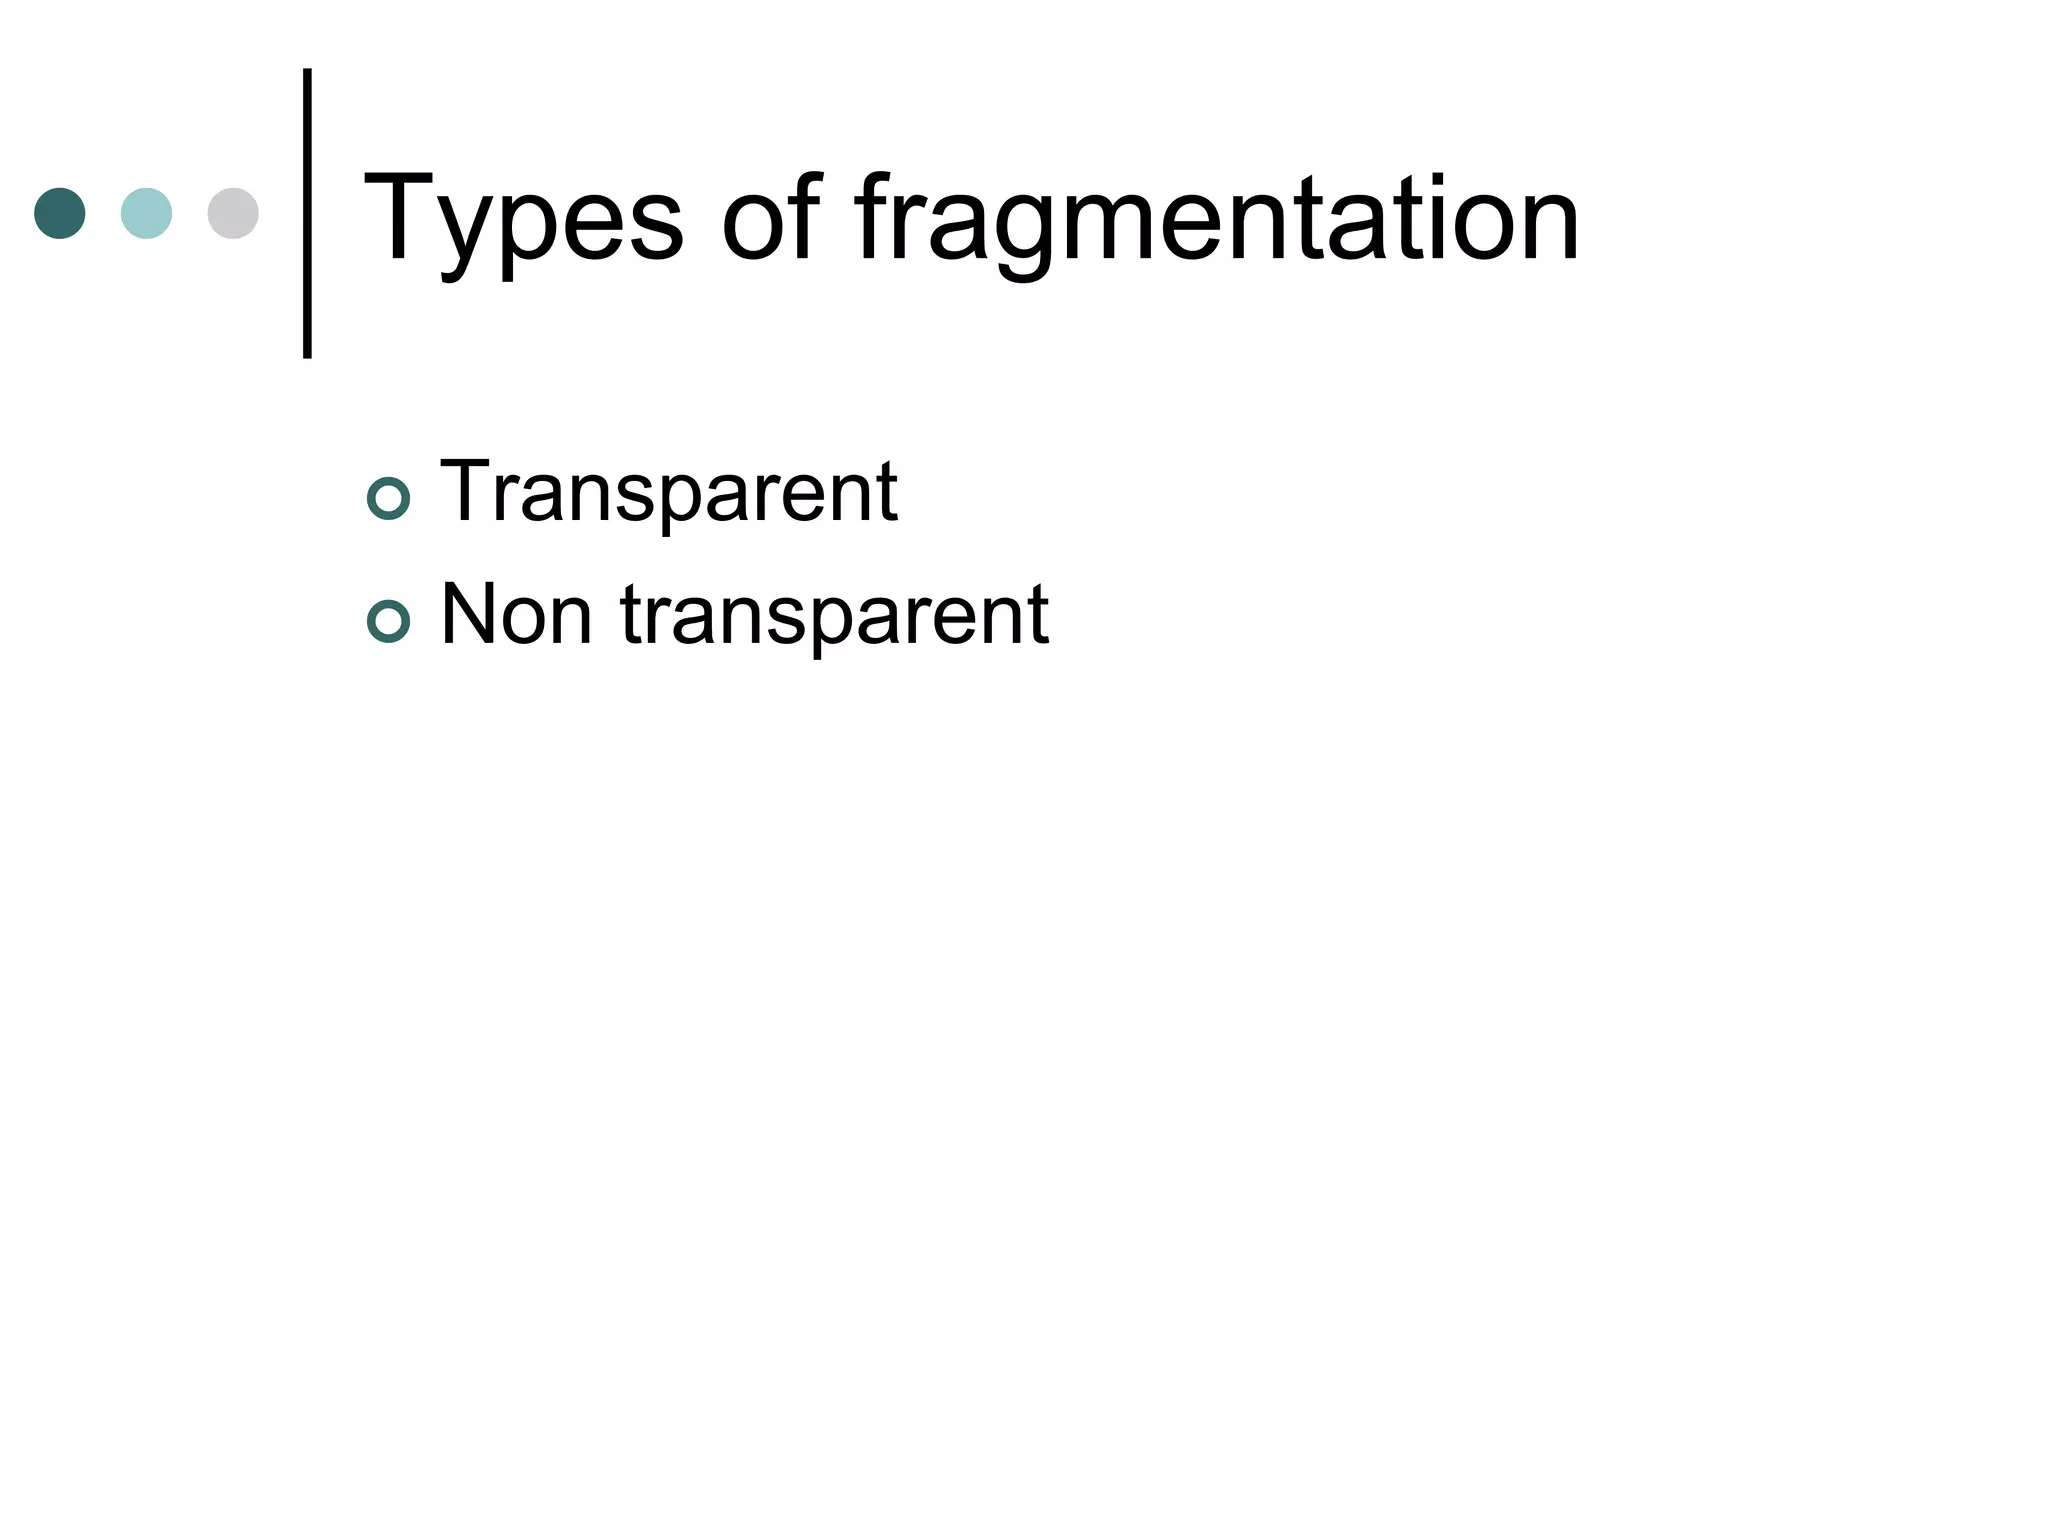 Types of fragmentation
Transparent
Non transparent